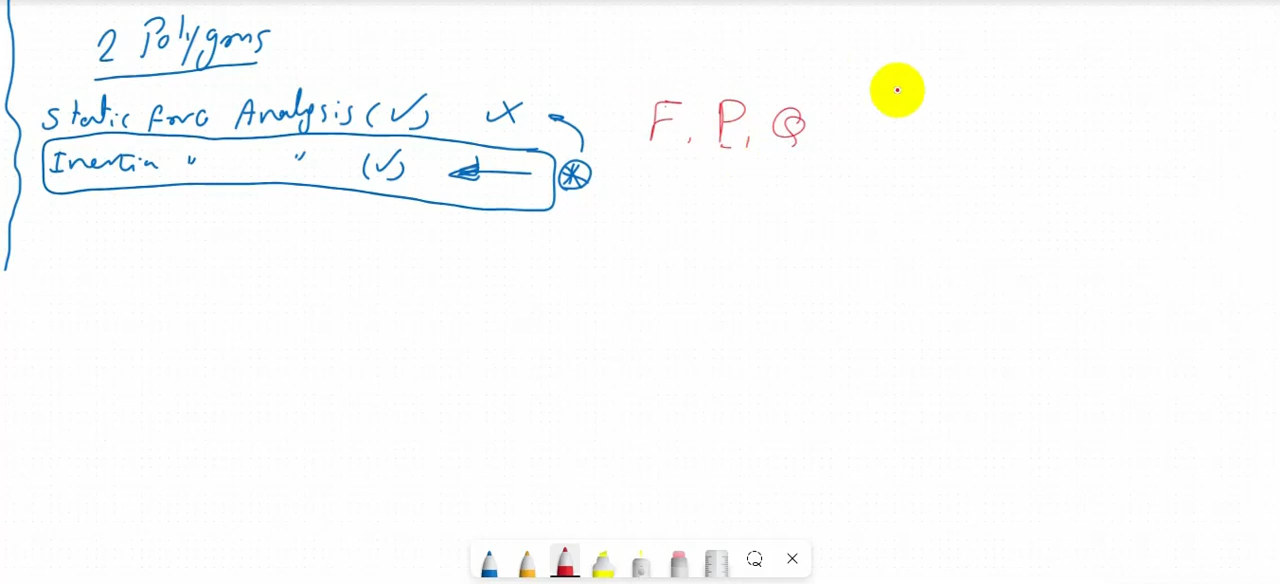 2 Polygons
Static force Analysis (✓) ✗
Inertia " " (✓)
F, P, Q